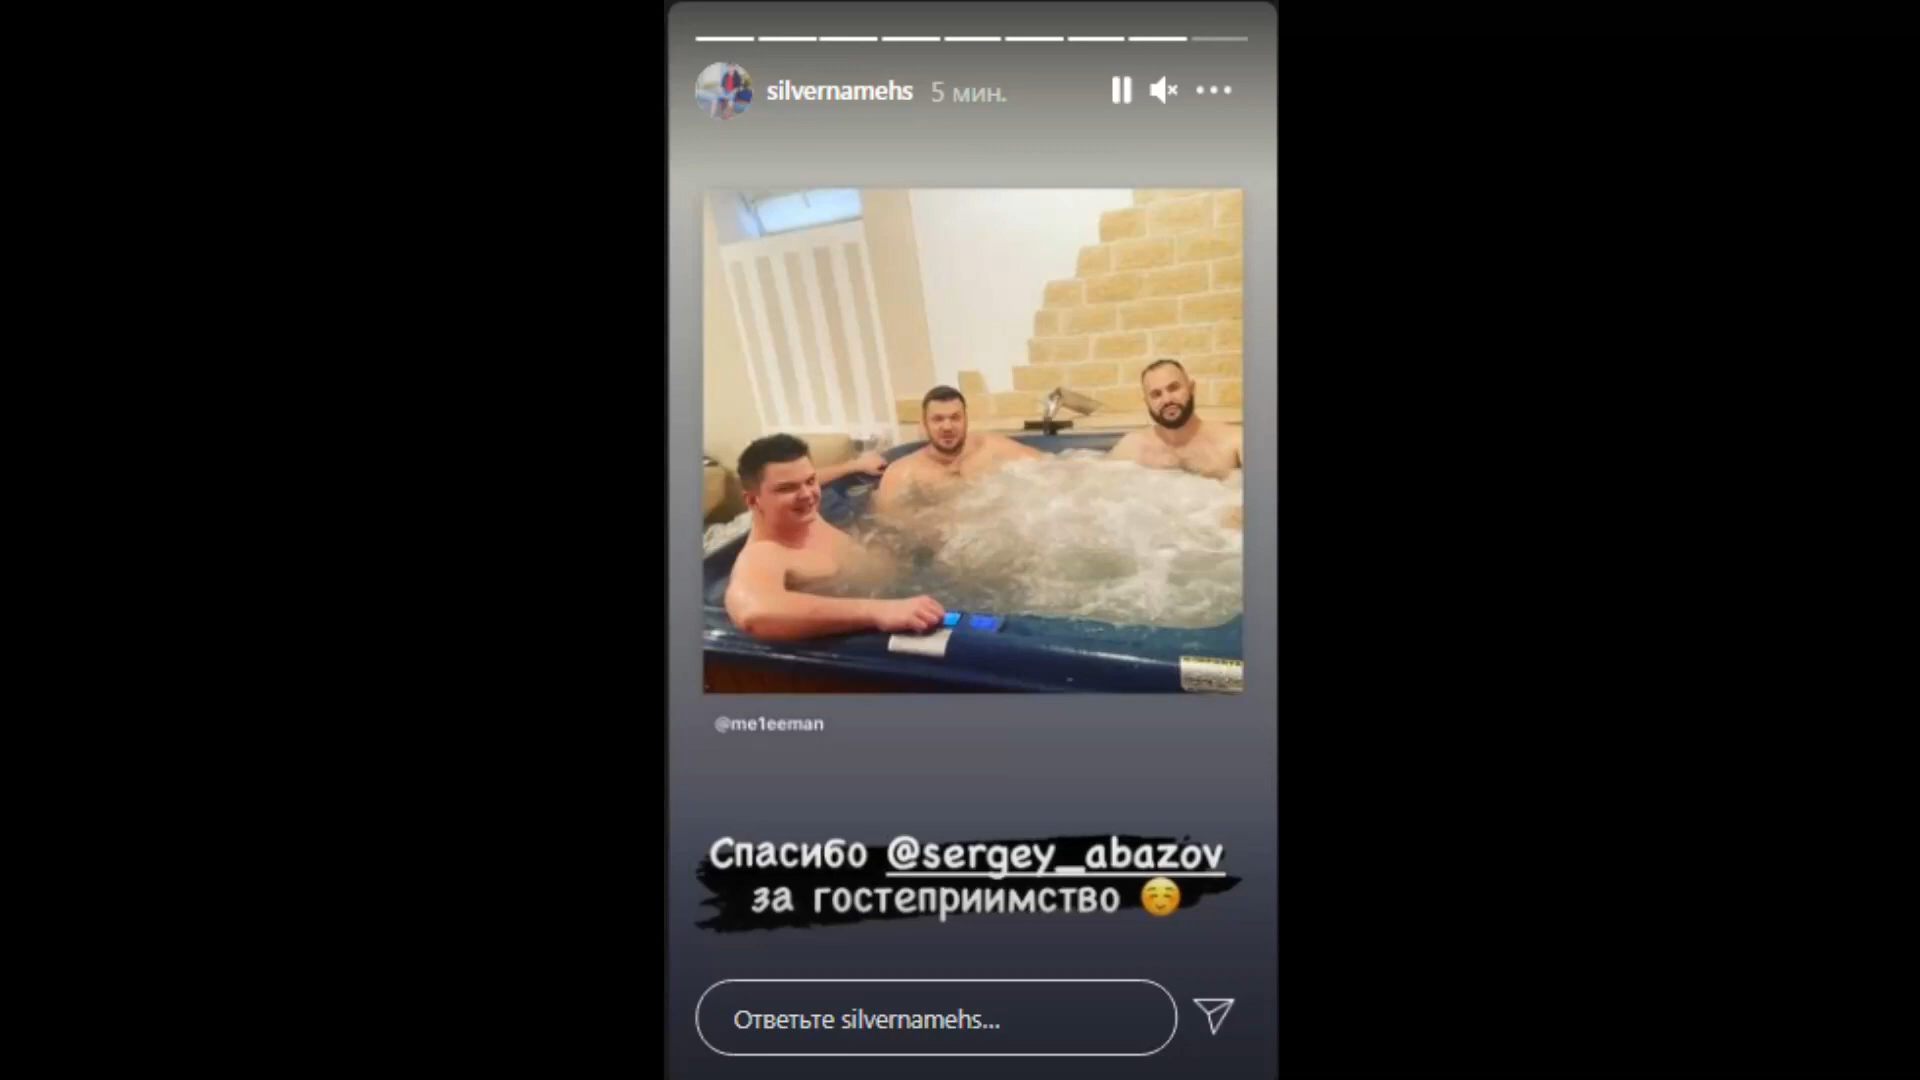 silvernamehs 5 мин.
@me1eeman
Спасибо @sergey_abazov
за гостеприимство
Ответьте silvernamehs...